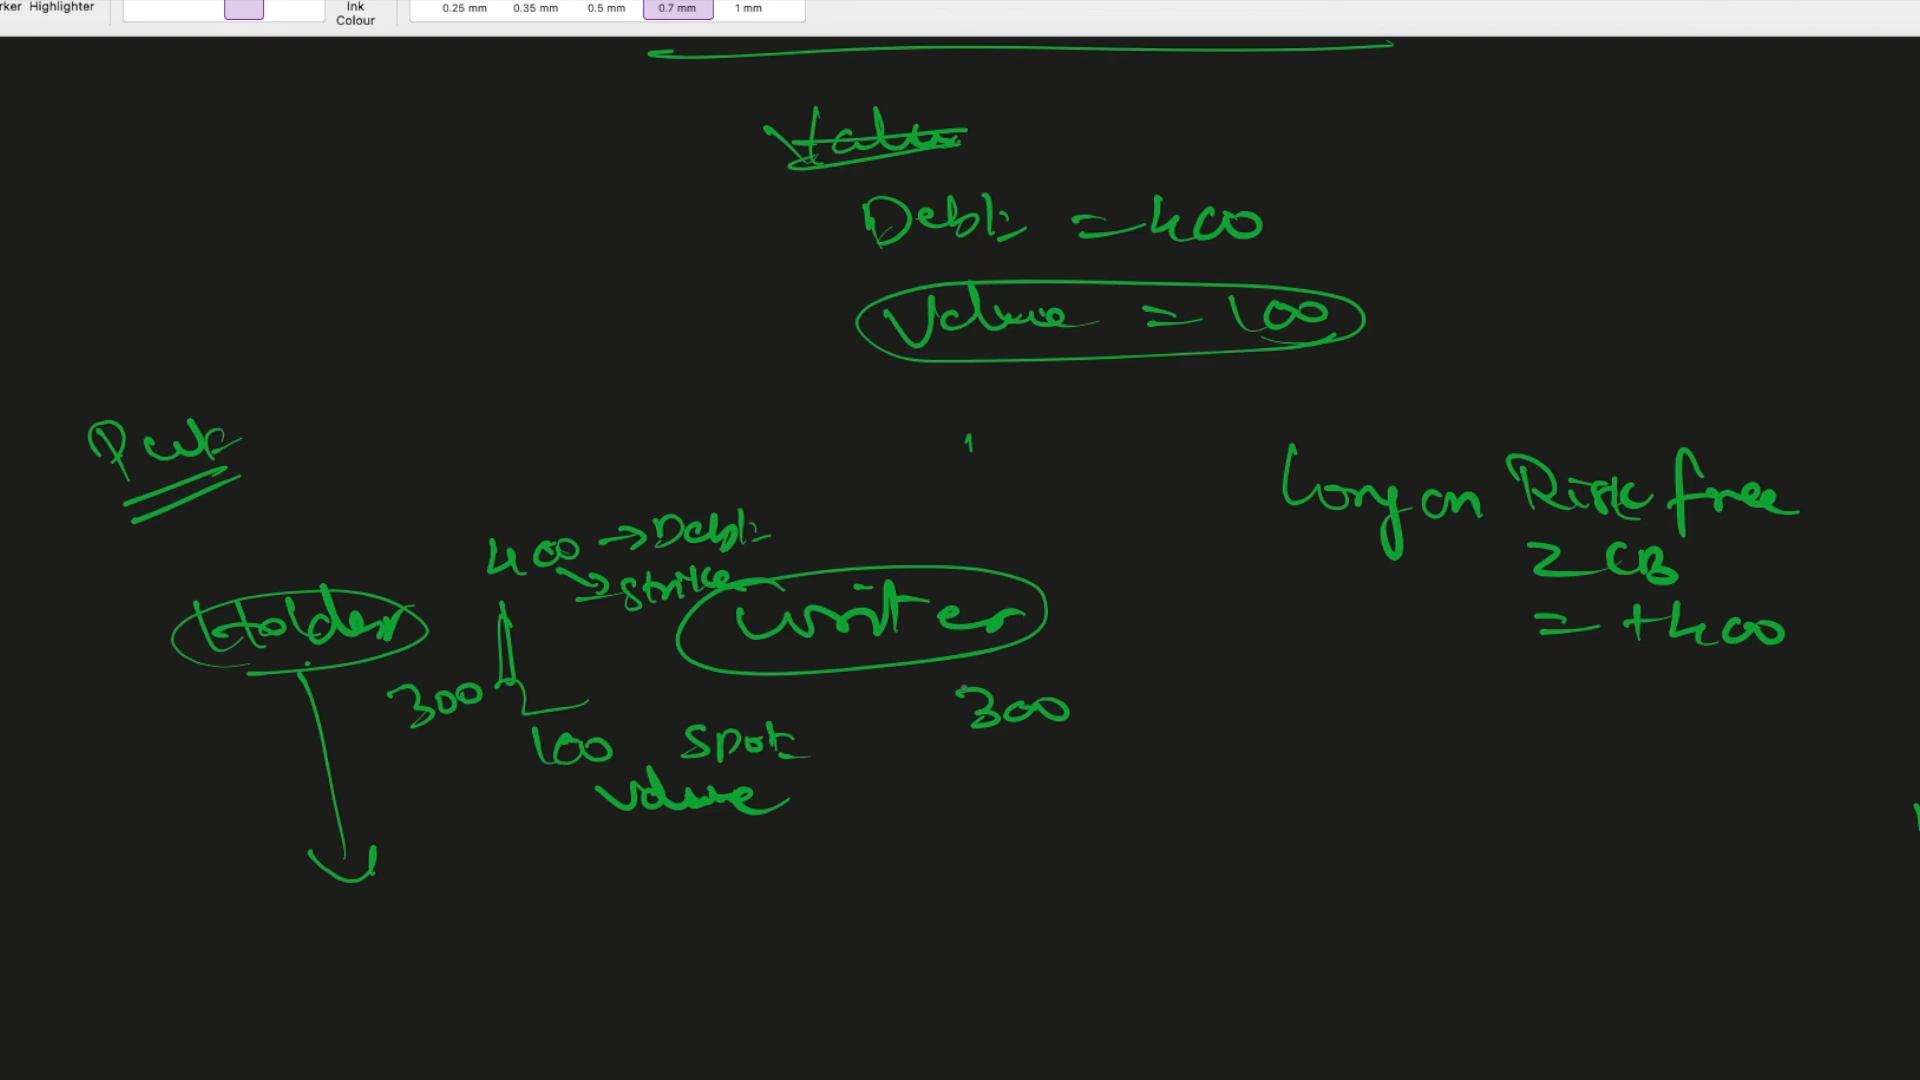 rker Highlighter
Ink
Colour
0.25 mm 0.35 mm 0.5 mm 0.7 mm 1 mm
Debt = 400
Value = 100
Put
Long on Risk free
ZCB
= +400
400 → Debt
→ Strike
Holder
Writer
300
300
100 Spot
Value